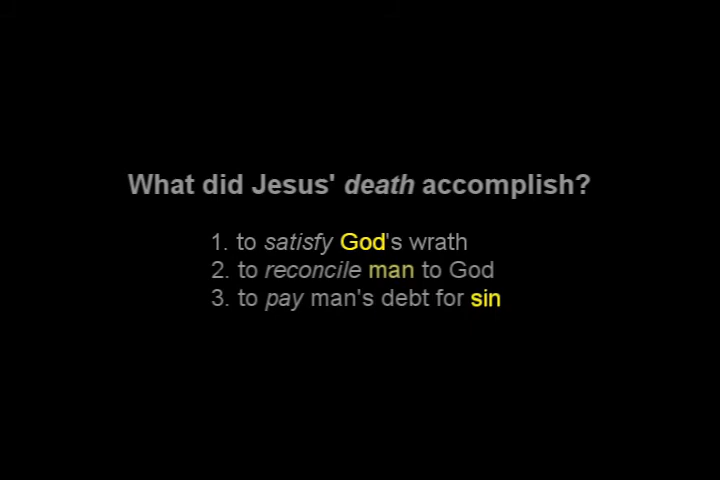 What did Jesus' death accomplish?
1. to satisfy God's wrath
2. to reconcile man to God
3. to pay man's debt for sin